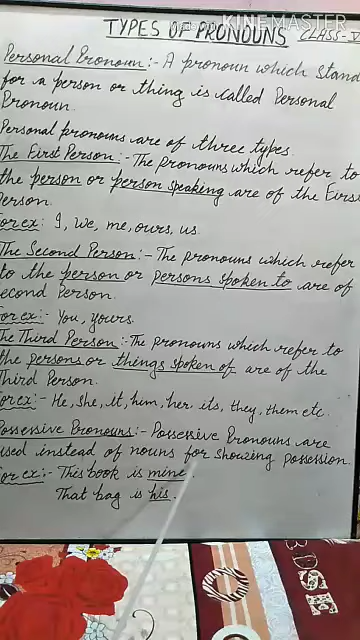 Made with
KINEMASTER
TYPES OF PRONOUNS CLASS-V
Personal Pronoun:- A pronoun which stand
for a person or thing is called Personal
Pronoun.
Personal pronouns are of three types.
The First Person:- The pronouns which refer to
the person or person speaking are of the First
Person.
For ex: I, we, me, ours, us.
The Second Person:- The pronouns which refer
to the person or persons spoken to are of
Second Person.
For ex:- You, yours.
The Third Person:- The pronouns which refer to
the persons or things spoken of are of the
Third Person.
For ex:- He, she, it, him, her, its, they, them etc.
Possessive Pronouns:- Possessive Pronouns are
used instead of nouns for showing possession.
For ex:- This book is mine.
That bag is his.